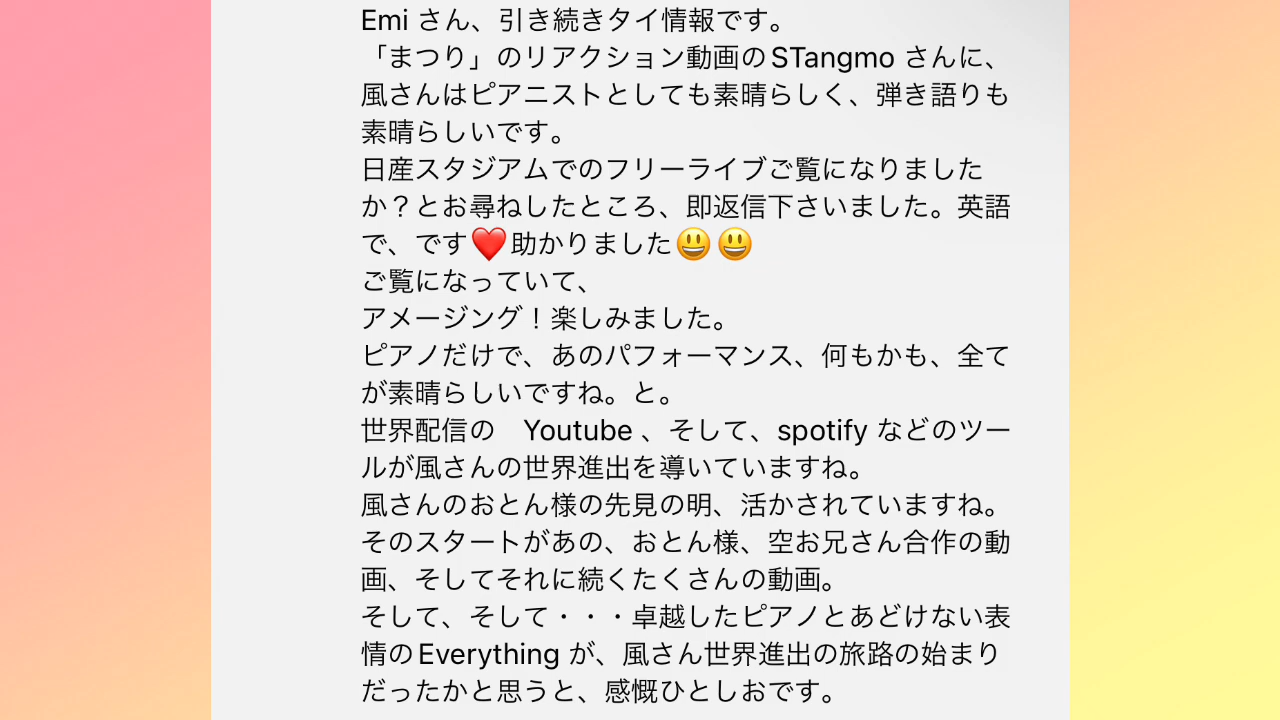 Emi さん、引き続きタイ情報です。
「まつり」のリアクション動画のSTangmo さんに、
風さんはピアニストとしても素晴らしく、弾き語りも
素晴らしいです。
日産スタジアムでのフリーライブご覧になりました
か？とお尋ねしたところ、即返信下さいました。英語
で、です❤️助かりました😃😃
ご覧になっていて、
アメージング！楽しみました。
ピアノだけで、あのパフォーマンス、何もかも、全て
が素晴らしいですね。と。
世界配信の　Youtube 、そして、spotify などのツー
ルが風さんの世界進出を導いていますね。
風さんのおとん様の先見の明、活かされていますね。
そのスタートがあの、おとん様、空お兄さん合作の動
画、そしてそれに続くたくさんの動画。
そして、そして・・・卓越したピアノとあどけない表
情のEverything が、風さん世界進出の旅路の始まり
だったかと思うと、感慨ひとしおです。